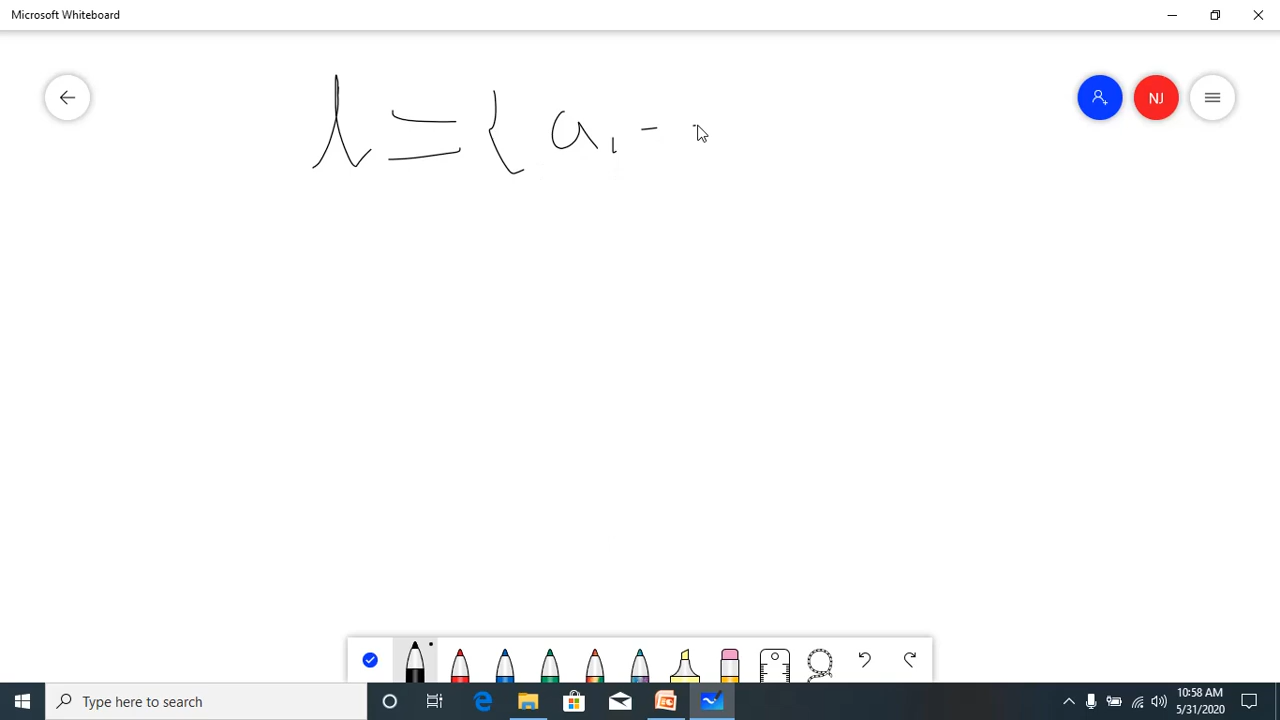 Microsoft Whiteboard
NJ
l = { a₁ - -
Type here to search
10:58 AM
5/31/2020